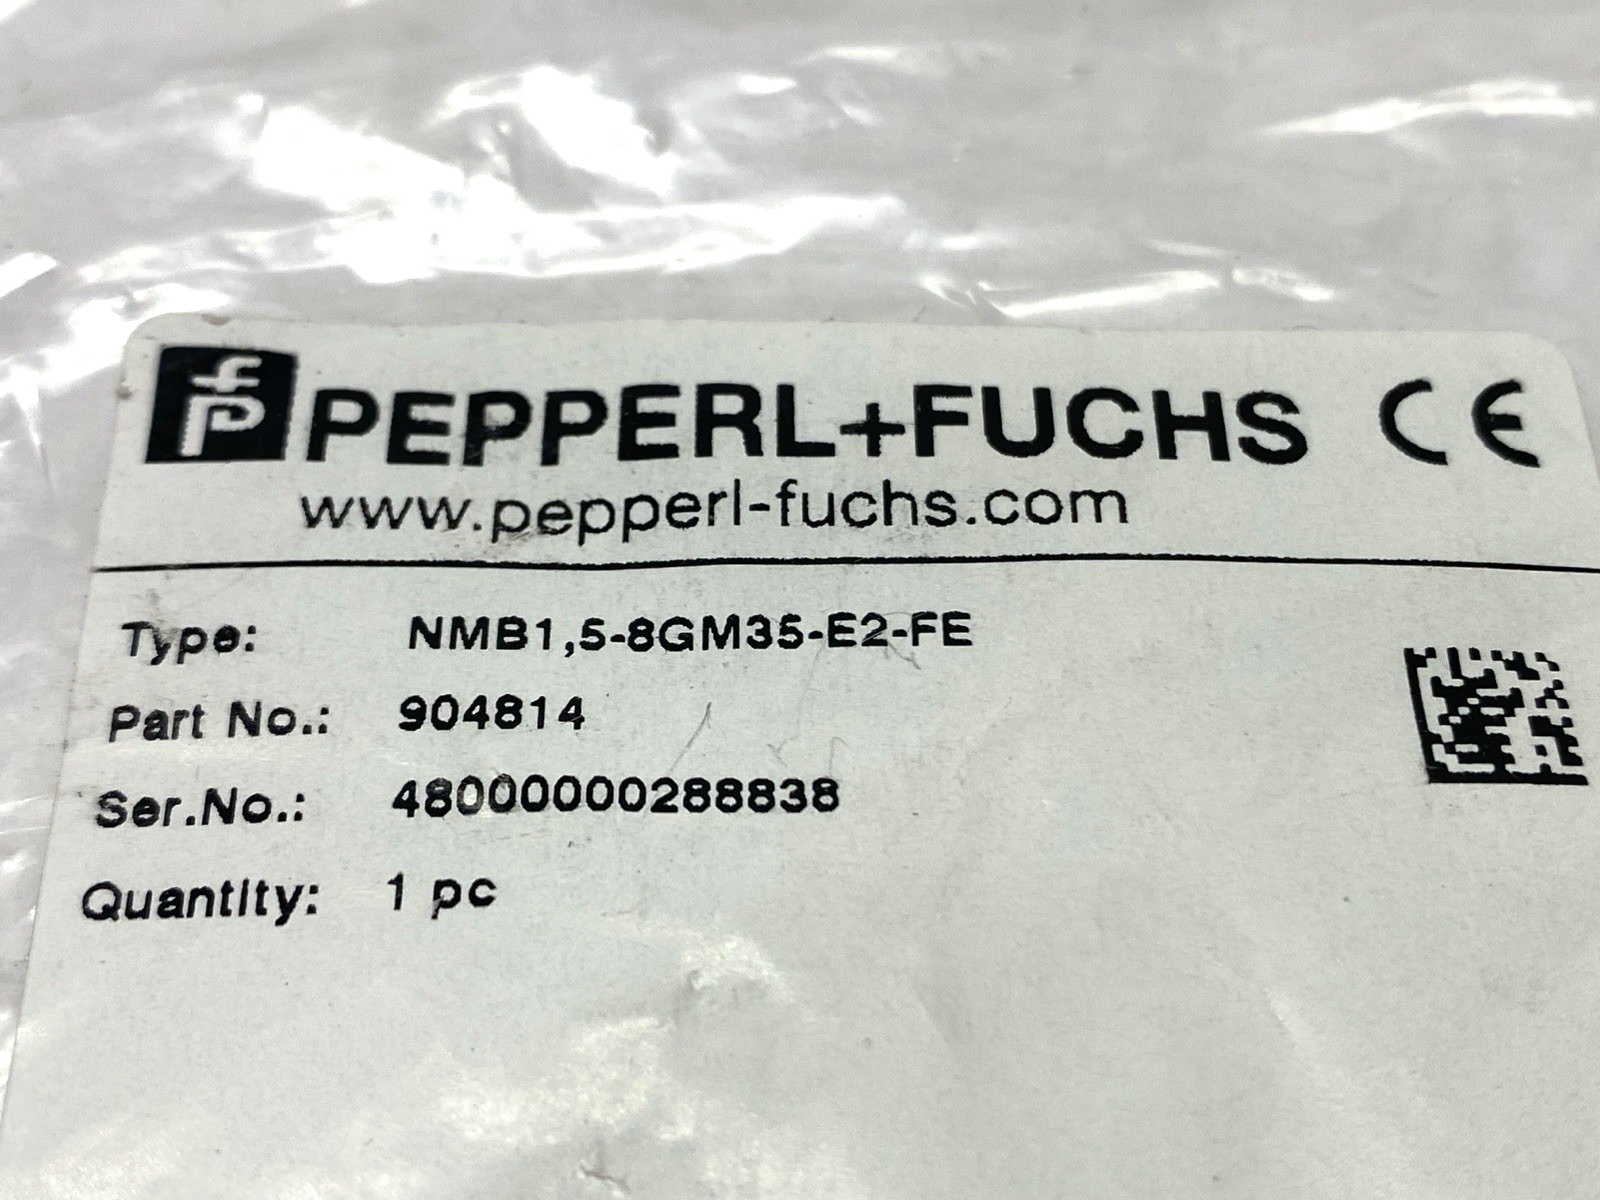 fp PEPPERL+FUCHS CE
www.pepperl-fuchs.com
Type: NMB1,5-8GM35-E2-FE
Part No.: 904814
Ser.No.: 48000000288838
Quantity: 1 pc